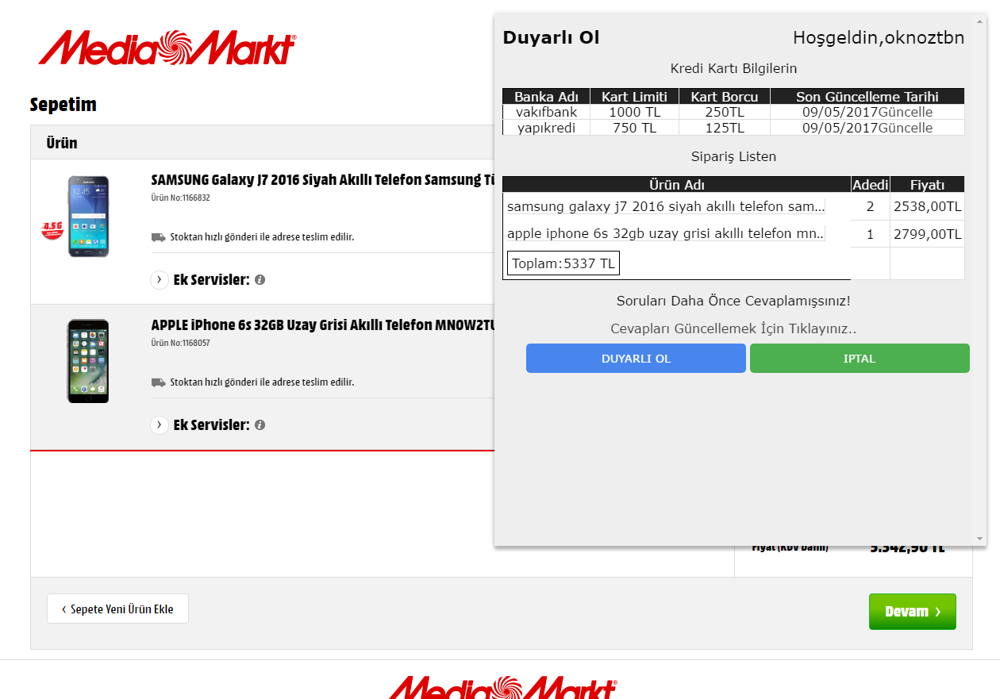 MediaMarkt®
Sepetim
Ürün
4.5G
SAMSUNG Galaxy J7 2016 Siyah Akıllı Telefon Samsung Tü
Ürün No:1166832
Stoktan hızlı gönderi ile adrese teslim edilir.
Ek Servisler:
APPLE iPhone 6s 32GB Uzay Grisi Akıllı Telefon MN0W2TU
Ürün No:1168057
Stoktan hızlı gönderi ile adrese teslim edilir.
Ek Servisler:
Duyarlı Ol Hoşgeldin,oknoztbn
Kredi Kartı Bilgilerin
Banka Adı Kart Limiti Kart Borcu Son Güncelleme Tarihi
vakıfbank 1000 TL 250TL 09/05/2017Güncelle
yapıkredi 750 TL 125TL 09/05/2017Güncelle
Sipariş Listen
Ürün Adı Adedi Fiyatı
samsung galaxy j7 2016 siyah akıllı telefon sam... 2 2538,00TL
apple iphone 6s 32gb uzay grisi akıllı telefon mn.. 1 2799,00TL
Toplam:5337 TL
Soruları Daha Önce Cevaplamışsınız!
Cevapları Güncellemek İçin Tıklayınız..
DUYARLI OL IPTAL
Fiyat (KDV Dahil) 5.342,90 TL
‹ Sepete Yeni Ürün Ekle Devam ›
MediaMarkt®